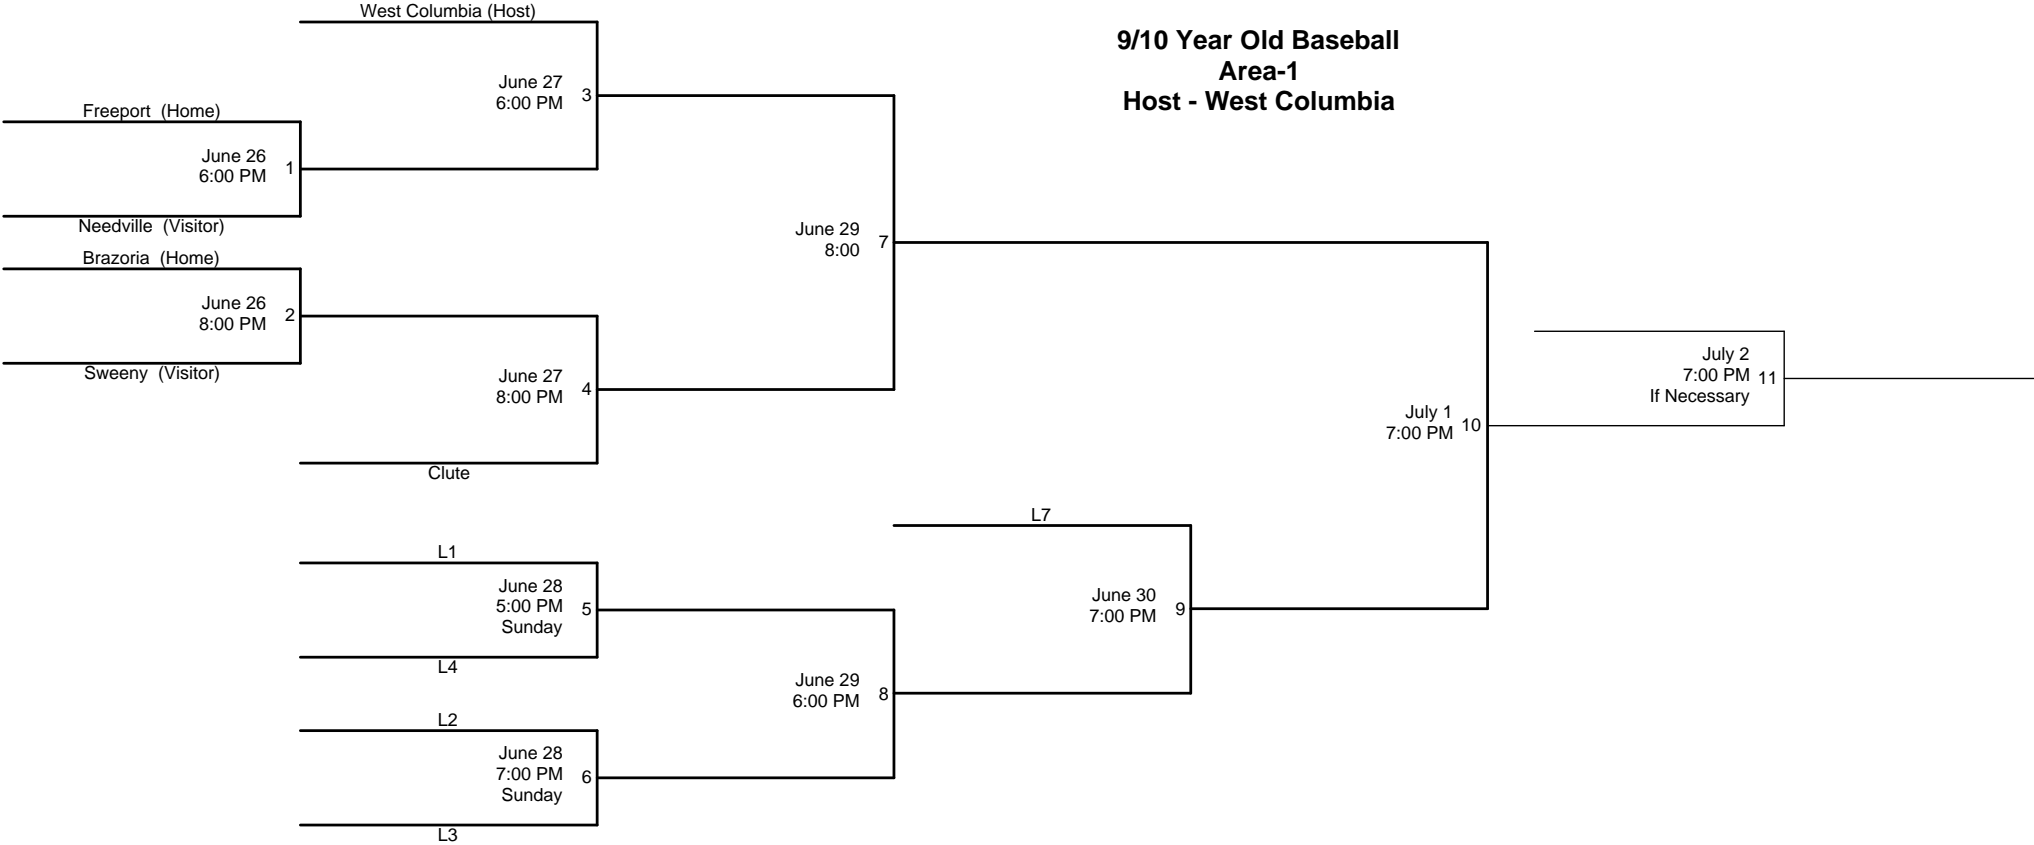 West Columbia (Host)
9/10 Year Old Baseball
Area-1
Host - West Columbia
June 27
6:00 PM
3
Freeport  (Home)
June 26
6:00 PM
1
Needville  (Visitor)
Brazoria  (Home)
June 26
8:00 PM
2
Sweeny  (Visitor)
June 29
8:00
7
June 27
8:00 PM
4
Clute
July 2
7:00 PM
11
If Necessary
July 1
7:00 PM
10
L7
June 30
7:00 PM
9
L1
June 28
5:00 PM
5
Sunday
L4
June 29
6:00 PM
8
L2
June 28
7:00 PM
6
Sunday
L3